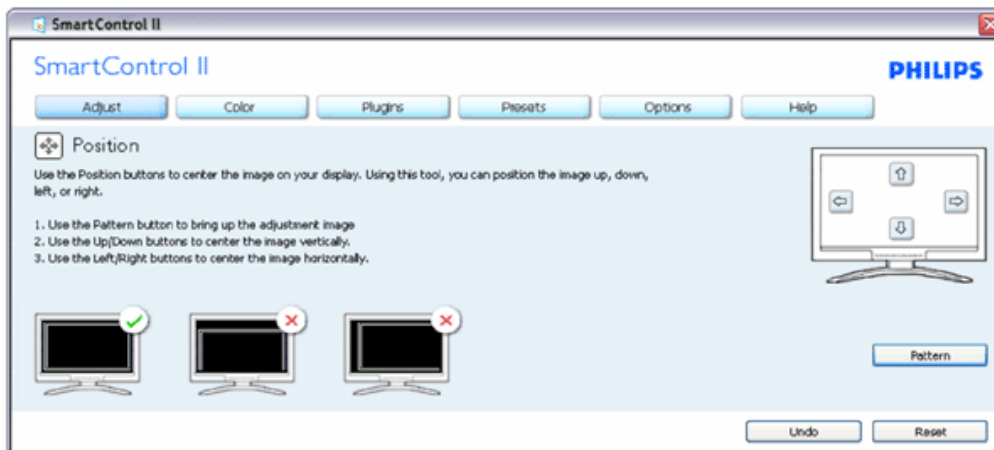 SmartControl II
SmartControl II
PHILIPS
Adjust Color Plugins Presets Options Help
Position
Use the Position buttons to center the image on your display. Using this tool, you can position the image up, down,
left, or right.
1. Use the Pattern button to bring up the adjustment image
2. Use the Up/Down buttons to center the image vertically.
3. Use the Left/Right buttons to center the image horizontally.
Pattern
Undo Reset